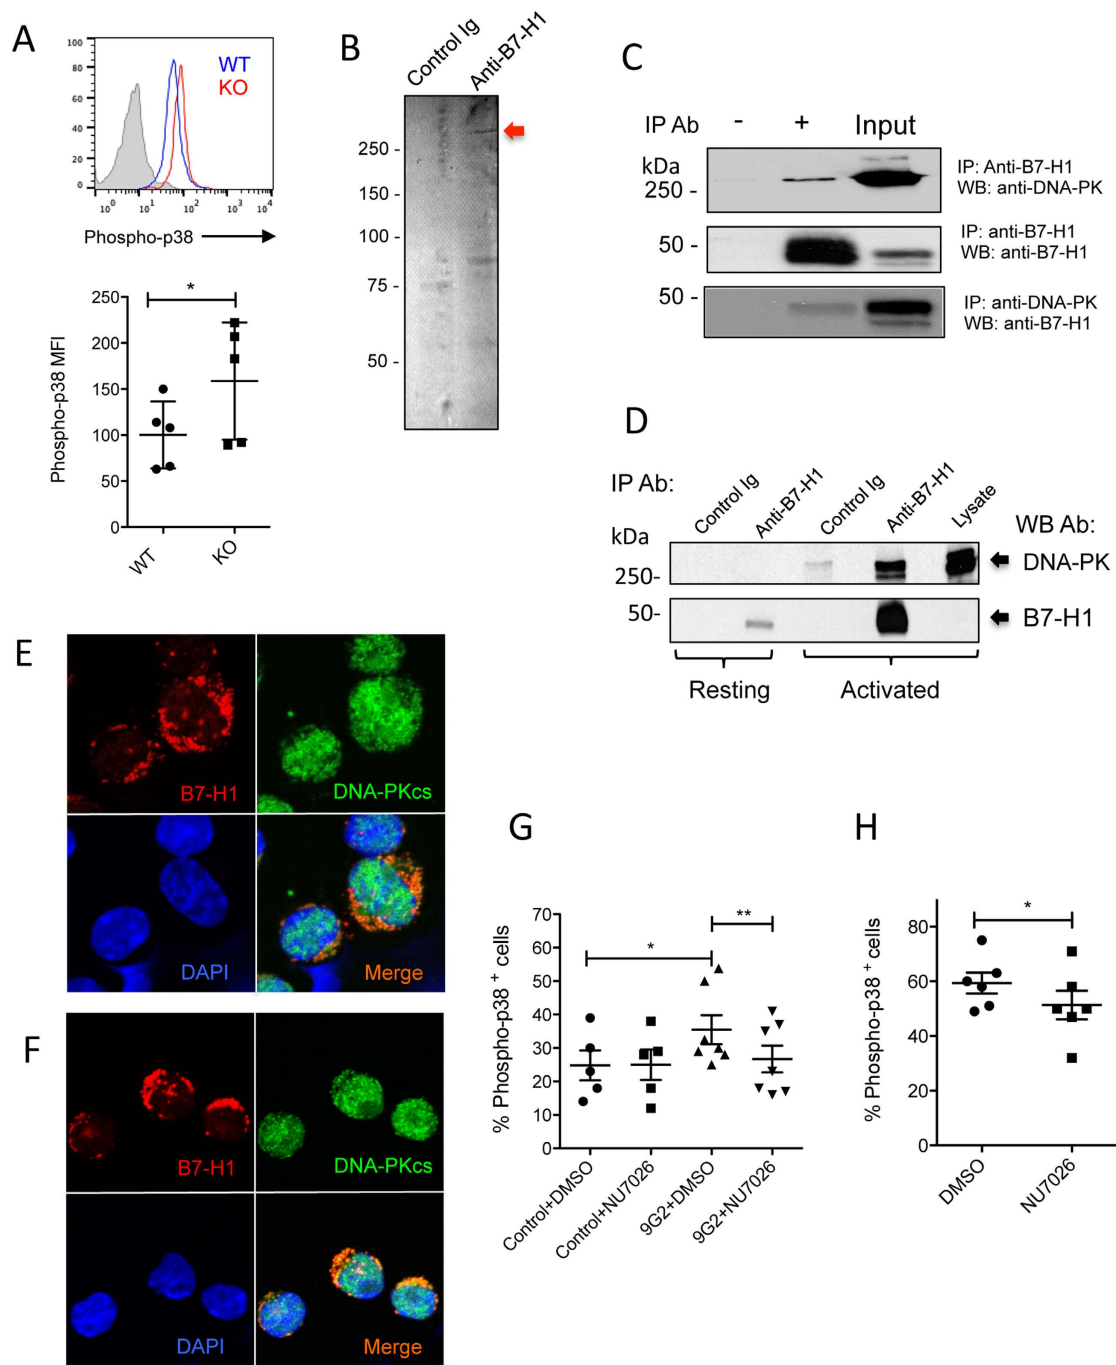 A
100
80
60
40
20
0
WT
KO
10^0 10^1 10^2 10^3 10^4
Phospho-p38
*
250
200
150
100
50
0
Phospho-p38 MFI
WT
KO
B
Control Ig
Anti-B7-H1
250 -
150 -
100 -
75 -
50 -
C
IP Ab - + Input
kDa
250 -
IP: Anti-B7-H1
WB: anti-DNA-PK
50 -
IP: anti-B7-H1
WB: anti-B7-H1
50 -
IP: anti-DNA-PK
WB: anti-B7-H1
D
IP Ab:
Control Ig
Anti-B7-H1
Control Ig
Anti-B7-H1
Lysate
WB Ab:
kDa
250-
DNA-PK
50-
B7-H1
Resting
Activated
E
B7-H1
DNA-PKcs
DAPI
Merge
F
B7-H1
DNA-PKcs
DAPI
Merge
G
% Phospho-p38 + cells
70
60
50
40
30
20
10
0
*
**
Control+DMSO
Control+NU7026
9G2+DMSO
9G2+NU7026
H
% Phospho-p38 + cells
80
60
40
20
0
*
DMSO
NU7026